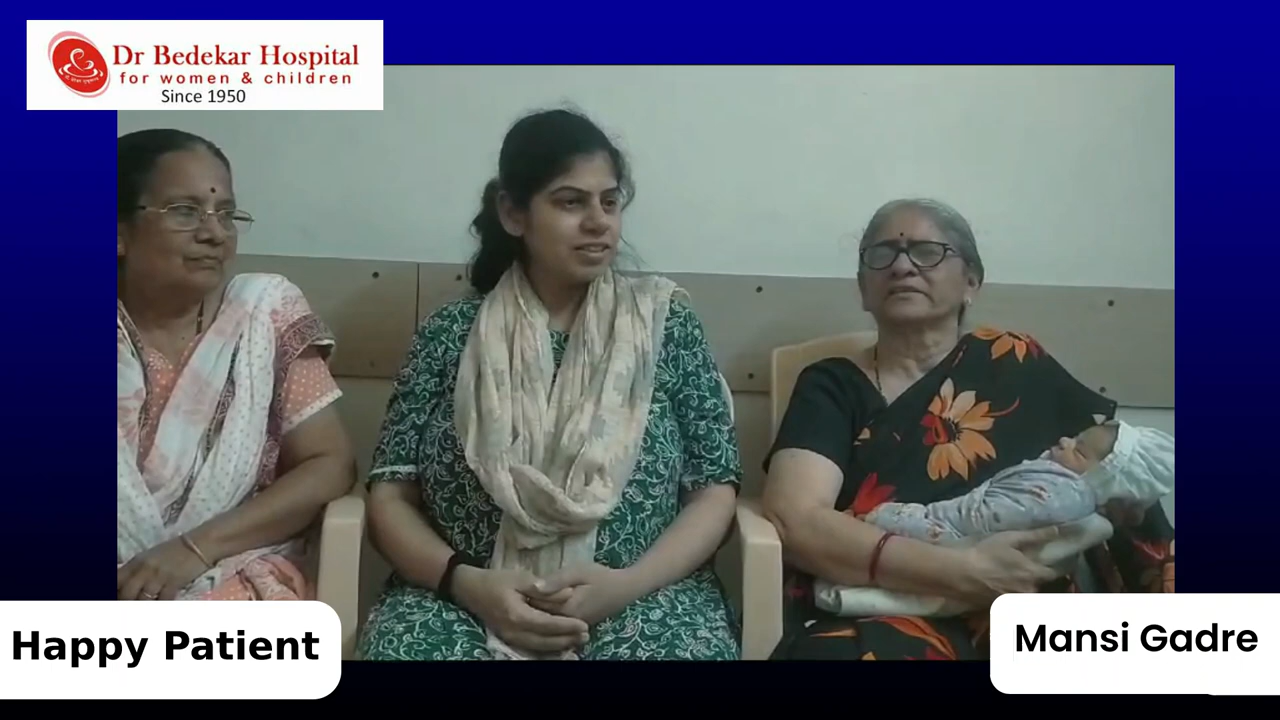 Dr Bedekar Hospital
for women & children
Since 1950
Happy Patient
Mansi Gadre